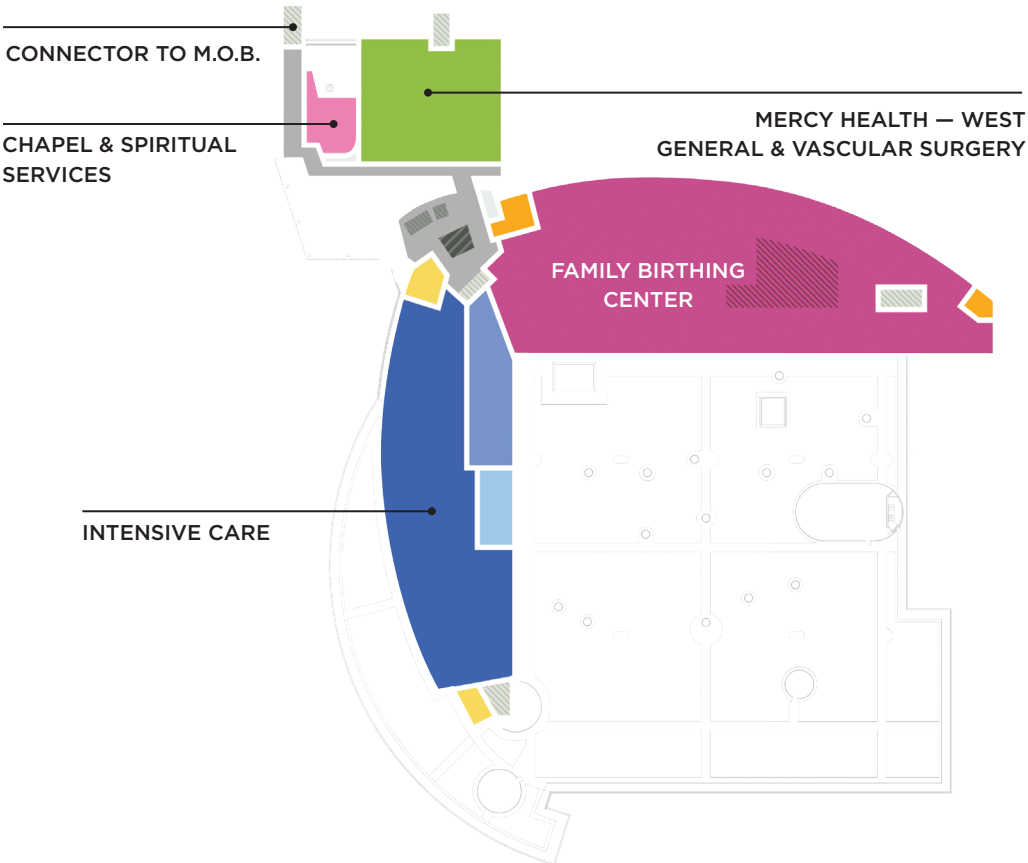 CONNECTOR TO M.O.B.
CHAPEL & SPIRITUAL
SERVICES
MERCY HEALTH — WEST
GENERAL & VASCULAR SURGERY
FAMILY BIRTHING
CENTER
INTENSIVE CARE